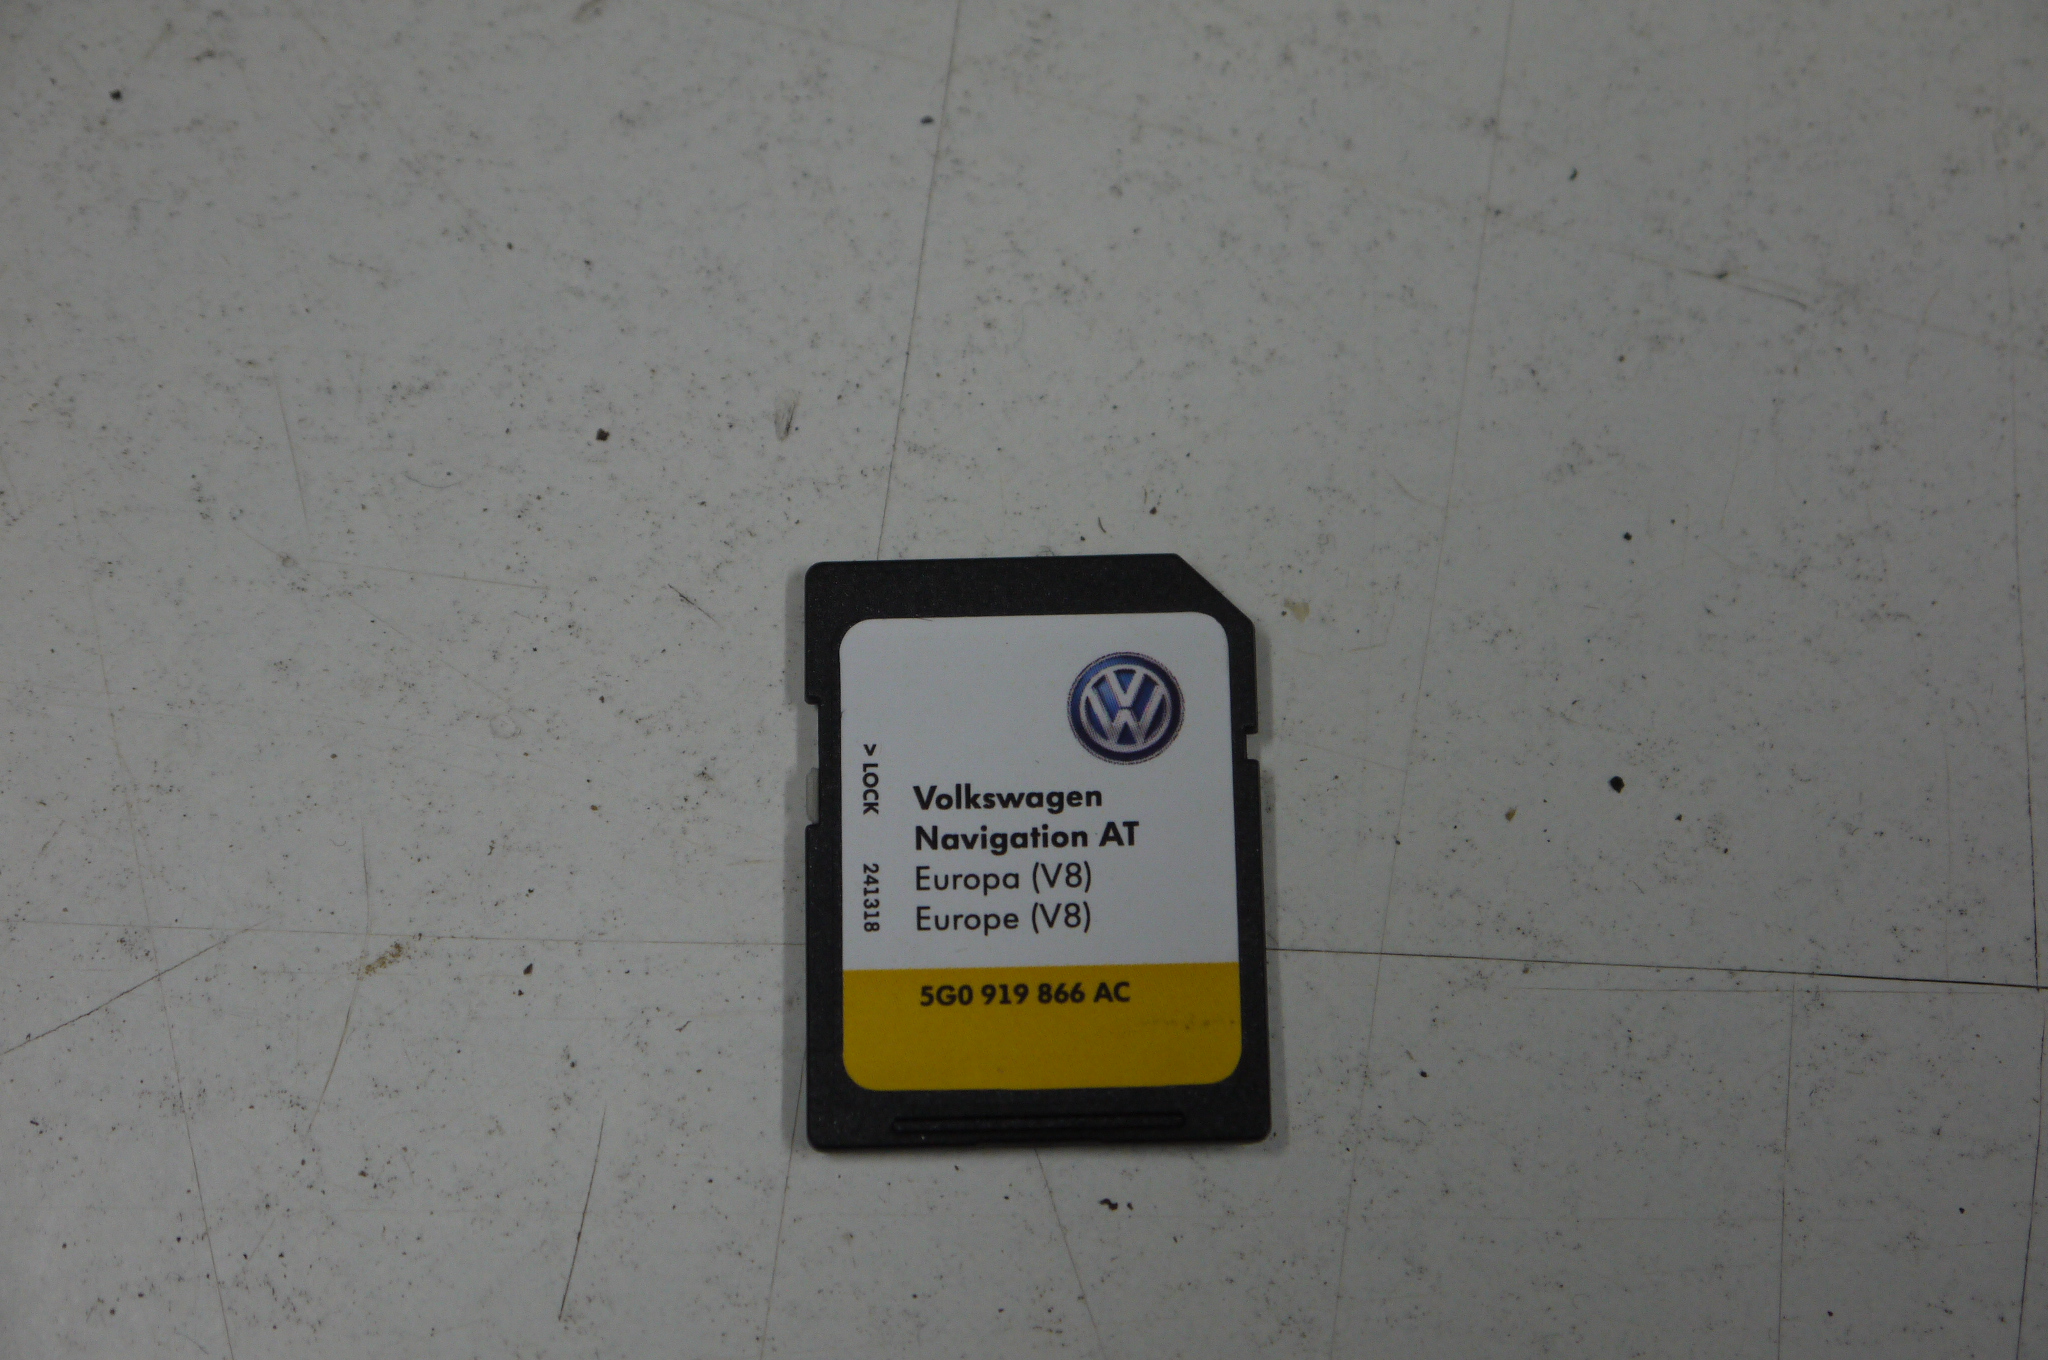 > LOCK 241318
Volkswagen
Navigation AT
Europa (V8)
Europe (V8)
5G0 919 866 AC